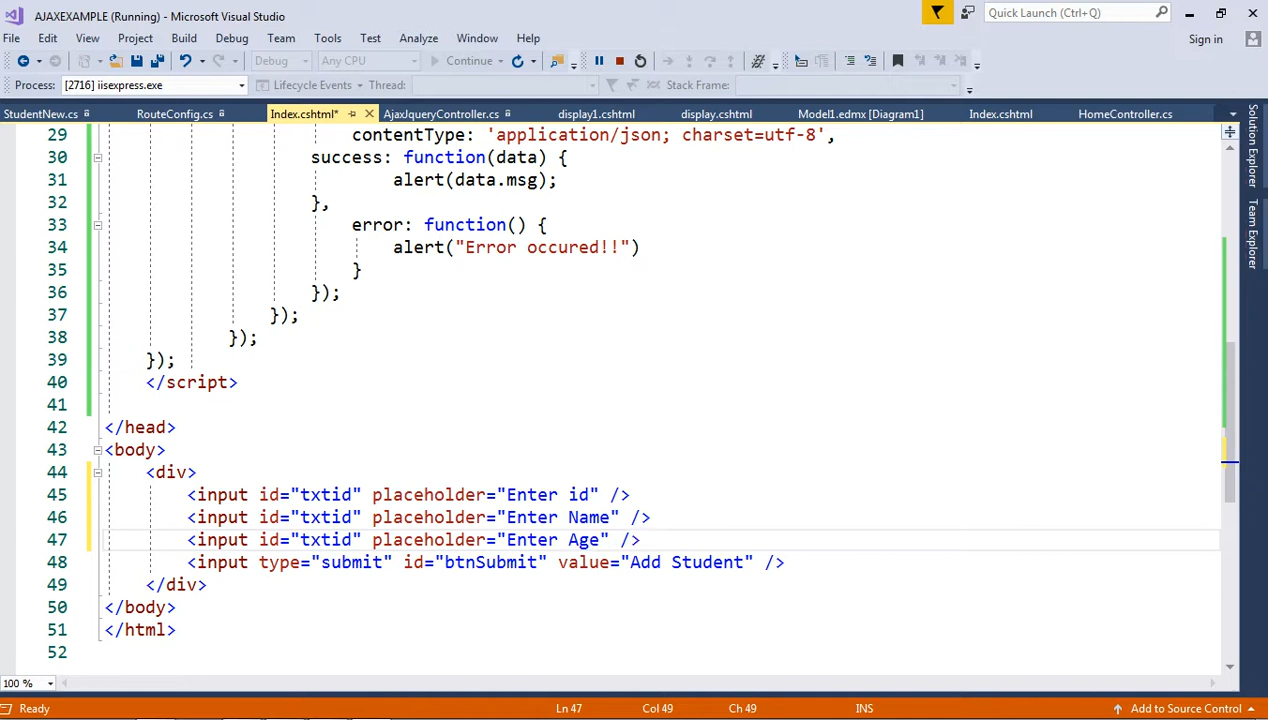 AJAXEXAMPLE (Running) - Microsoft Visual Studio
Quick Launch (Ctrl+Q)
File Edit View Project Build Debug Team Tools Test Analyze Window Help
Sign in
Debug Any CPU Continue
Process: [2716] iisexpress.exe Lifecycle Events Thread: Stack Frame:
StudentNew.cs RouteConfig.cs Index.cshtml* AjaxJqueryController.cs display1.cshtml display.cshtml Model1.edmx [Diagram1] Index.cshtml HomeController.cs
Solution Explorer
Team Explorer
29 contentType: 'application/json; charset=utf-8',
30 success: function(data) {
31 alert(data.msg);
32 },
33 error: function() {
34 alert("Error occured!!")
35 }
36 });
37 });
38 });
39 });
40 </script>
41
42 </head>
43 <body>
44 <div>
45 <input id="txtid" placeholder="Enter id" />
46 <input id="txtid" placeholder="Enter Name" />
47 <input id="txtid" placeholder="Enter Age" />
48 <input type="submit" id="btnSubmit" value="Add Student" />
49 </div>
50 </body>
51 </html>
52
100 %
Ready Ln 47 Col 49 Ch 49 INS Add to Source Control